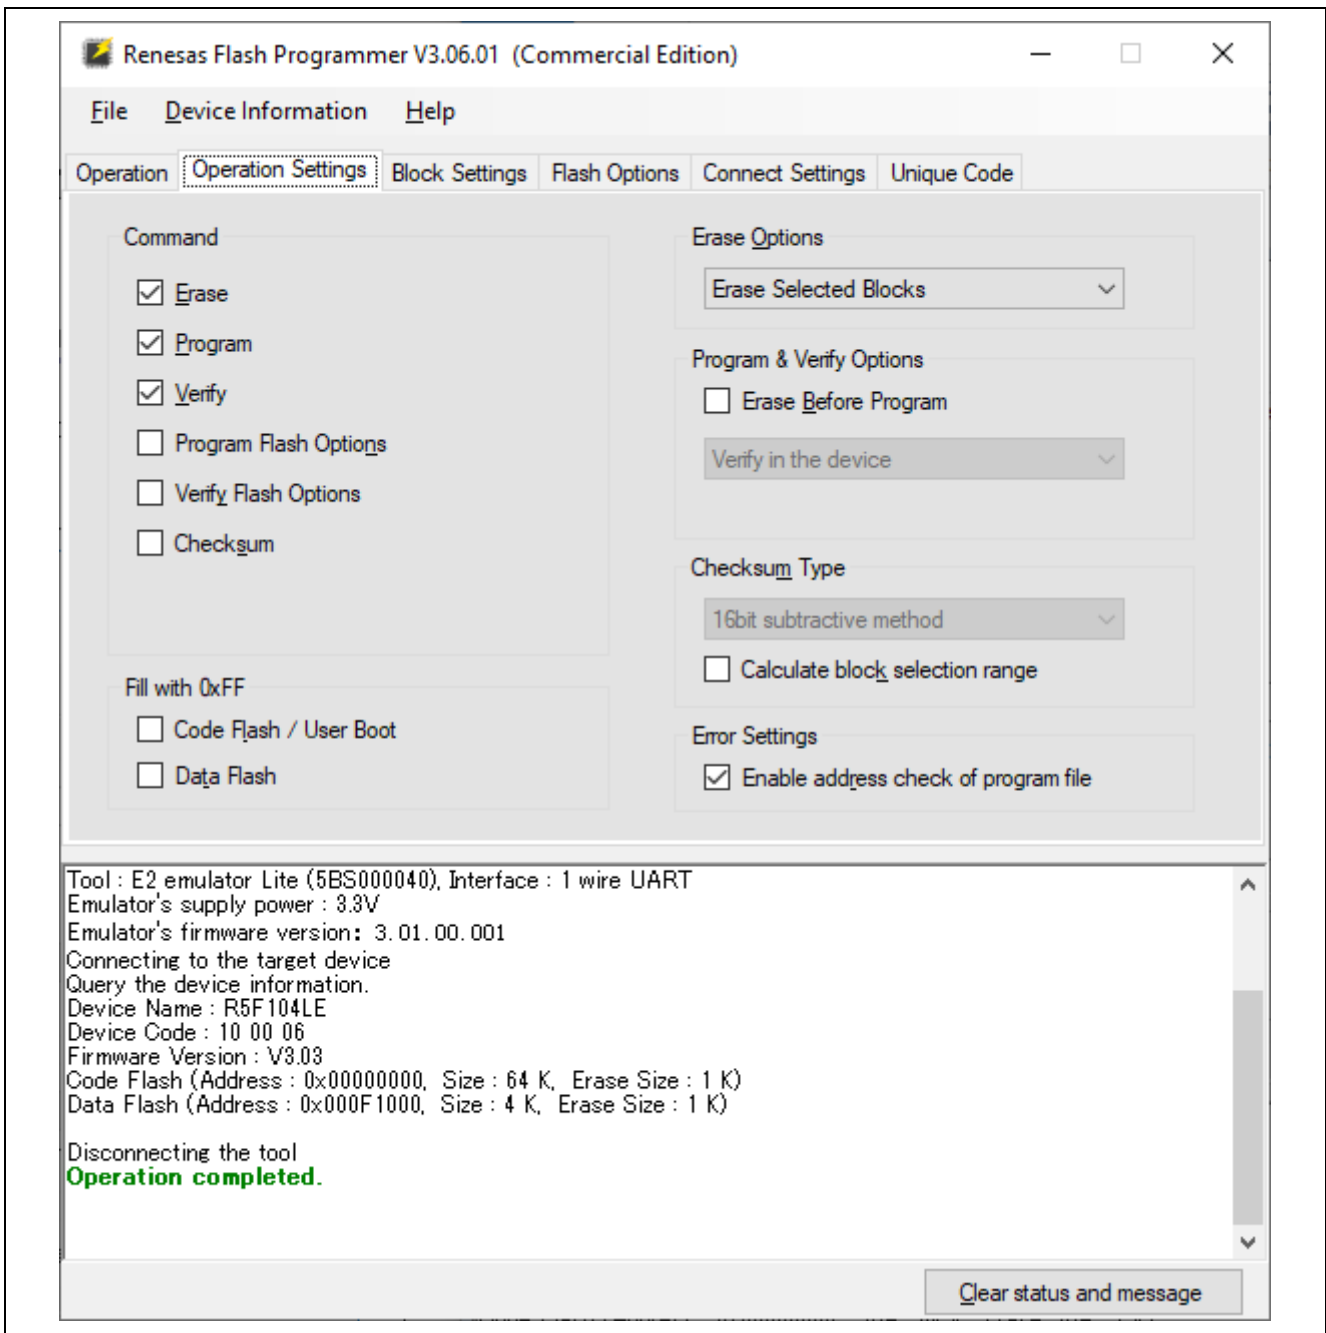 Renesas Flash Programmer V3.06.01 (Commercial Edition)
File Device Information Help
Operation Operation Settings Block Settings Flash Options Connect Settings Unique Code
Command
Erase
Program
Verify
Program Flash Options
Verify Flash Options
Checksum
Fill with 0xFF
Code Flash / User Boot
Data Flash
Erase Options
Erase Selected Blocks
Program & Verify Options
Erase Before Program
Verify in the device
Checksum Type
16bit subtractive method
Calculate block selection range
Error Settings
Enable address check of program file
Tool : E2 emulator Lite (5BS000040), Interface : 1 wire UART
Emulator's supply power : 3.3V
Emulator's firmware version: 3.01.00.001
Connecting to the target device
Query the device information.
Device Name : R5F104LE
Device Code : 10 00 06
Firmware Version : V3.03
Code Flash (Address : 0x00000000, Size : 64 K, Erase Size : 1 K)
Data Flash (Address : 0x000F1000, Size : 4 K, Erase Size : 1 K)
Disconnecting the tool
Operation completed.
Clear status and message